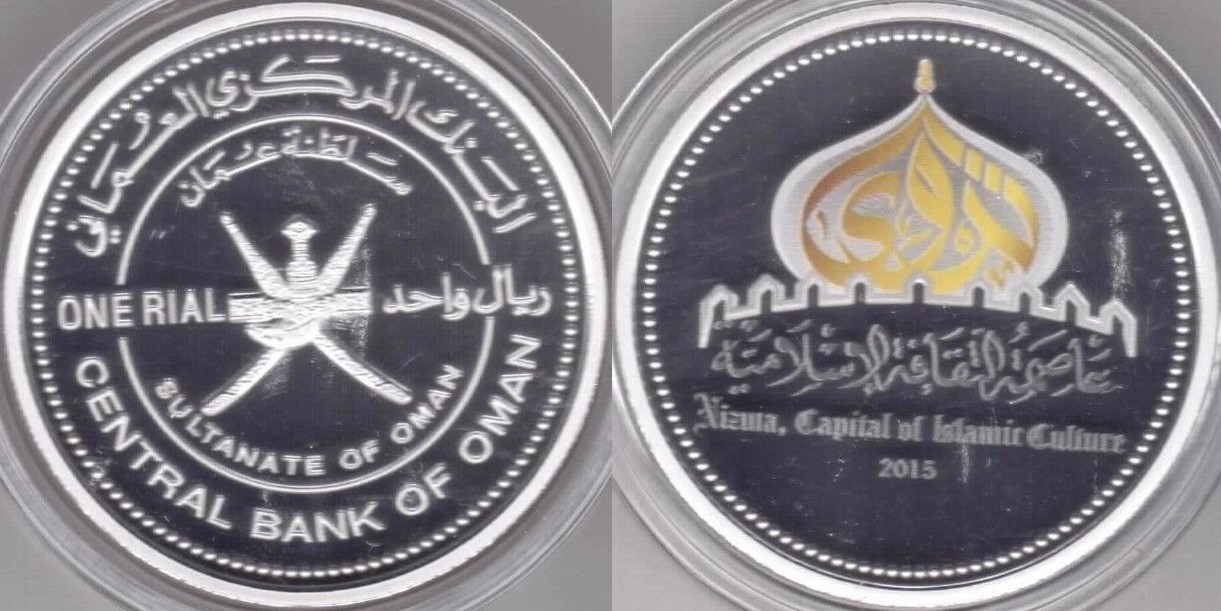 البنك المركزي العماني
سلطنة عمان
ONE RIAL
ريال واحد
SULTANATE OF OMAN
CENTRAL BANK OF OMAN
نزوى
عاصمة الثقافة الإسلامية
Nizwa, Capital of Islamic Culture
2015